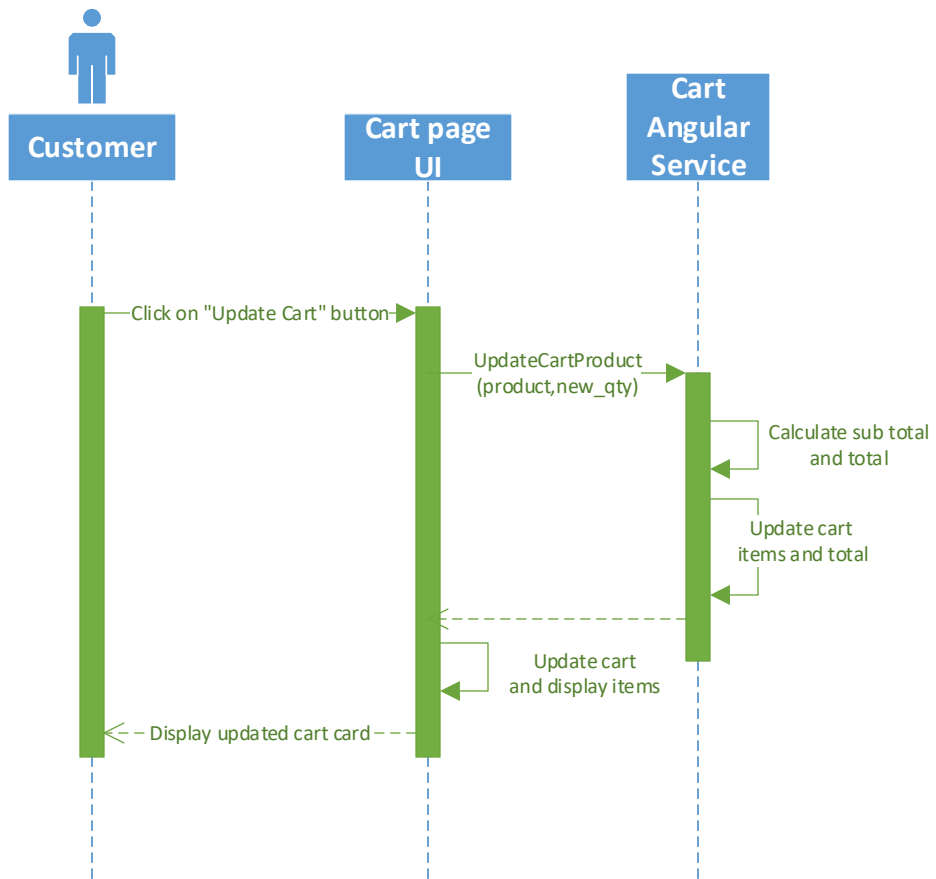 Customer
Cart page
UI
Cart
Angular
Service
Click on "Update Cart" button
UpdateCartProduct
(product,new_qty)
Calculate sub total
and total
Update cart
items and total
Update cart
and display items
Display updated cart card